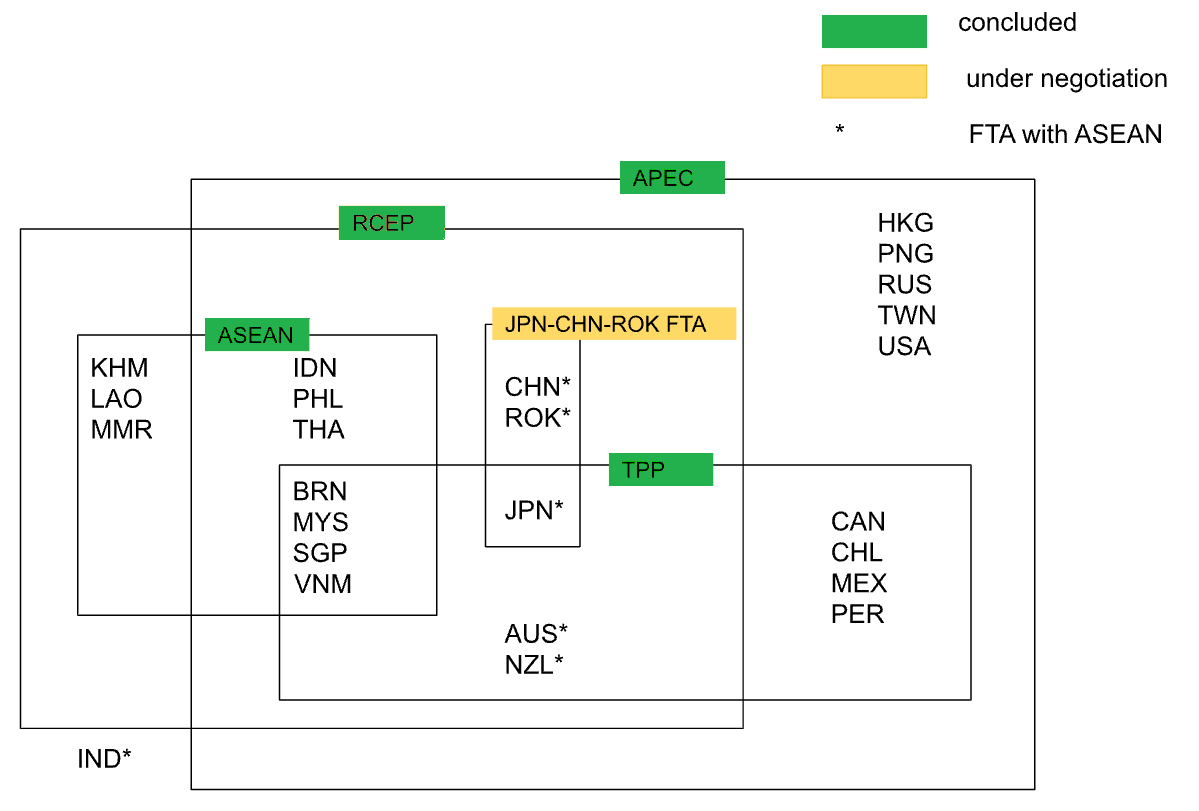 concluded
under negotiation
* FTA with ASEAN
APEC
RCEP
HKG
PNG
RUS
TWN
USA
JPN-CHN-ROK FTA
ASEAN
KHM
LAO
MMR
IDN
PHL
THA
CHN*
ROK*
TPP
BRN
MYS
SGP
VNM
JPN*
CAN
CHL
MEX
PER
AUS*
NZL*
IND*